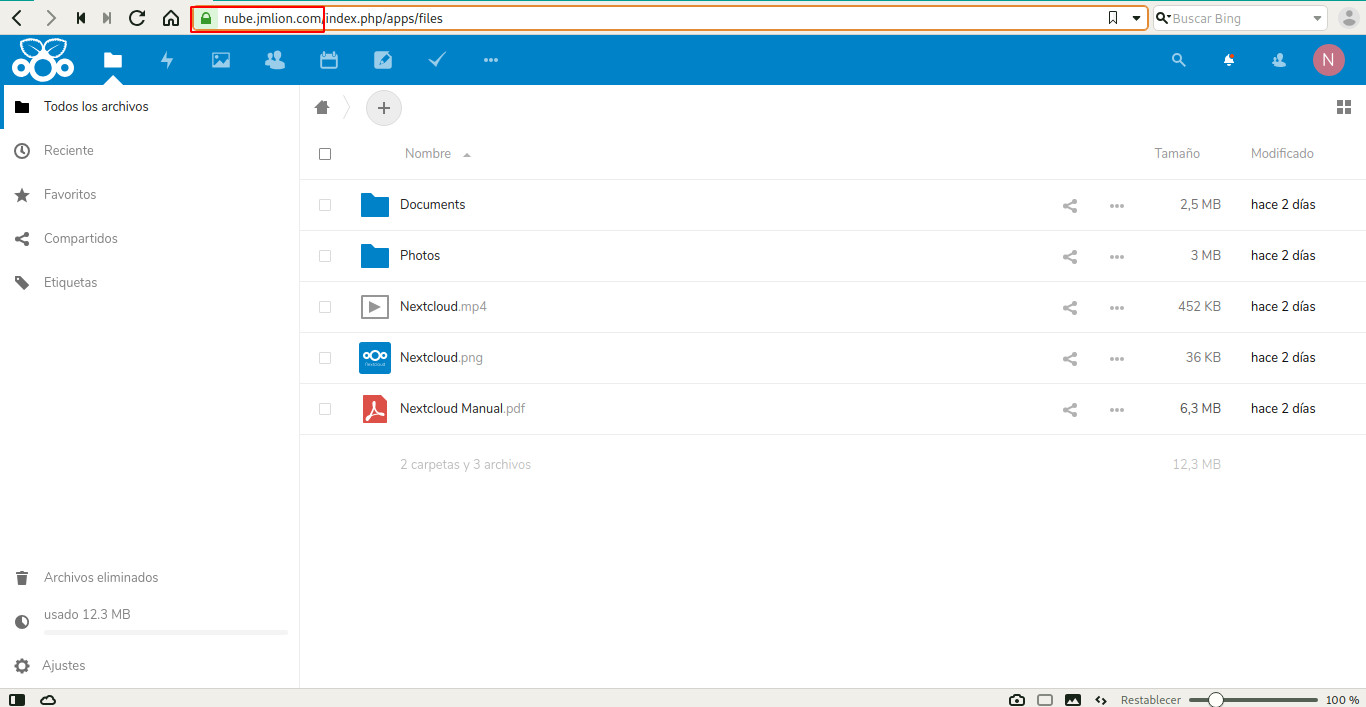 nube.jmlion.com/index.php/apps/files
Buscar Bing
N
Todos los archivos
Reciente
Favoritos
Compartidos
Etiquetas
Nombre Tamaño Modificado
Documents 2,5 MB hace 2 días
Photos 3 MB hace 2 días
Nextcloud.mp4 452 KB hace 2 días
Nextcloud.png 36 KB hace 2 días
Nextcloud Manual.pdf 6,3 MB hace 2 días
2 carpetas y 3 archivos 12,3 MB
Archivos eliminados
usado 12.3 MB
Ajustes
Restablecer 100 %